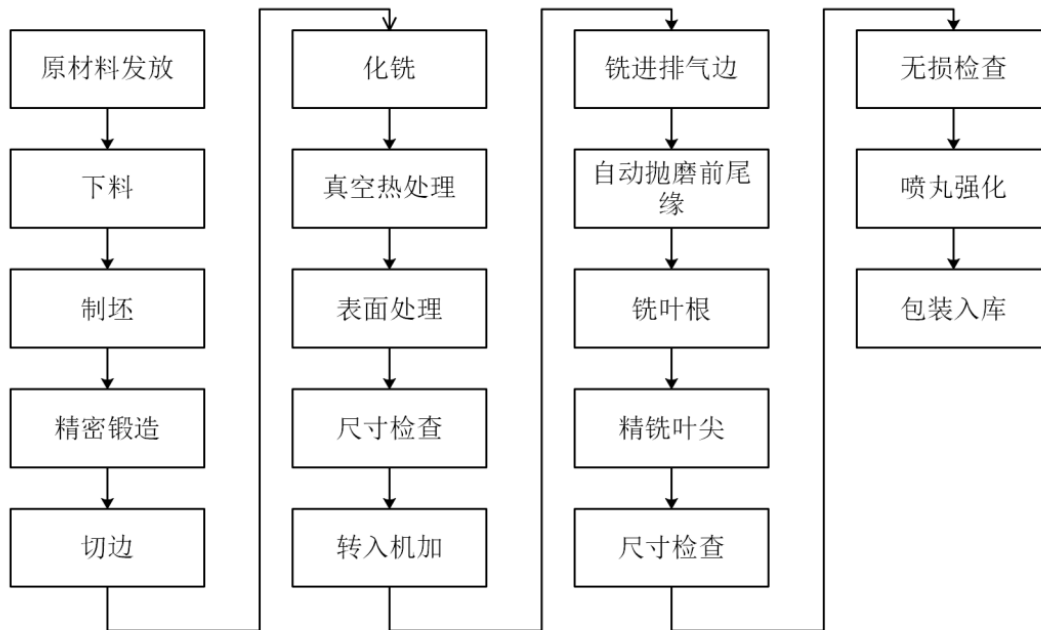 原材料发放
下料
制坯
精密锻造
切边
化铣
真空热处理
表面处理
尺寸检查
转入机加
铣进排气边
自动抛磨前尾
缘
铣叶根
精铣叶尖
尺寸检查
无损检查
喷丸强化
包装入库